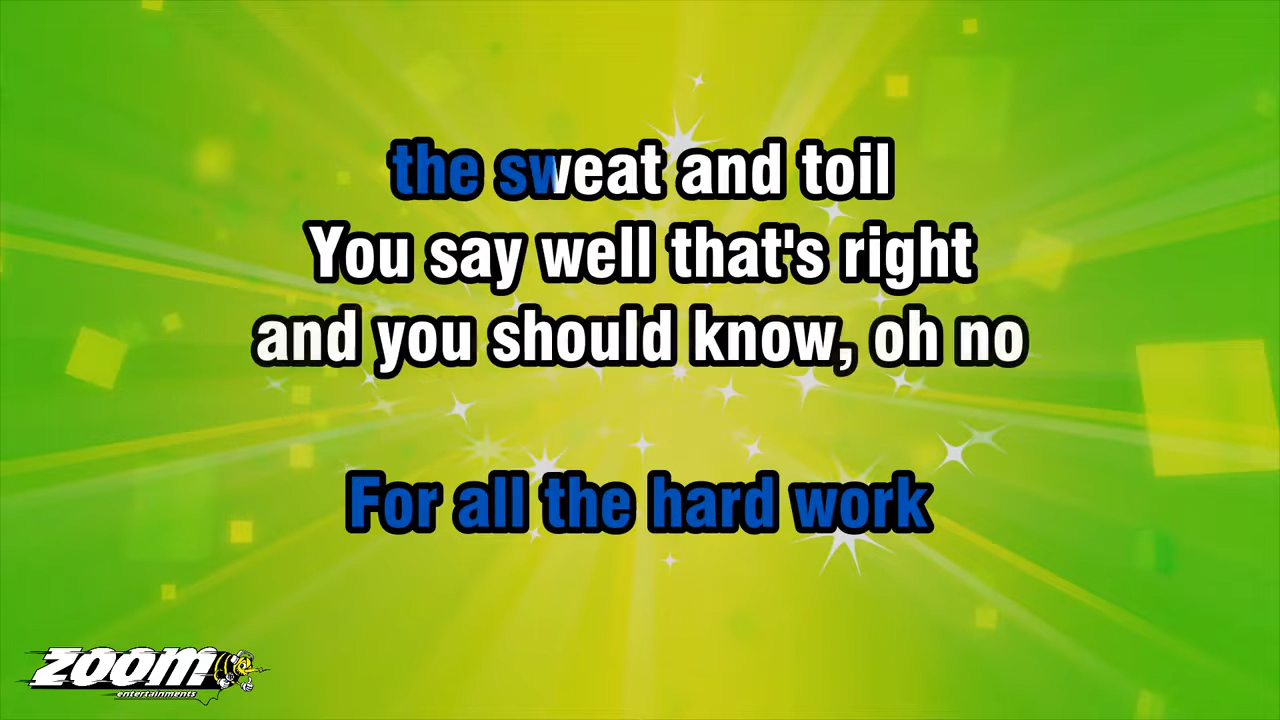 the sweat and toil
You say well that's right
and you should know, oh no
For all the hard work
zoom
entertainments